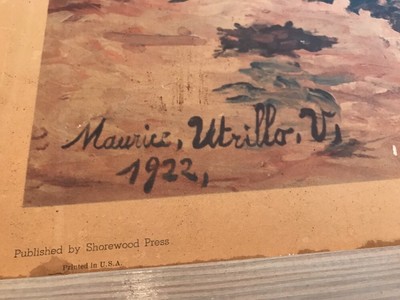 Maurice, Utrillo, V,
1922,
Published by Shorewood Press
Printed in U.S.A.